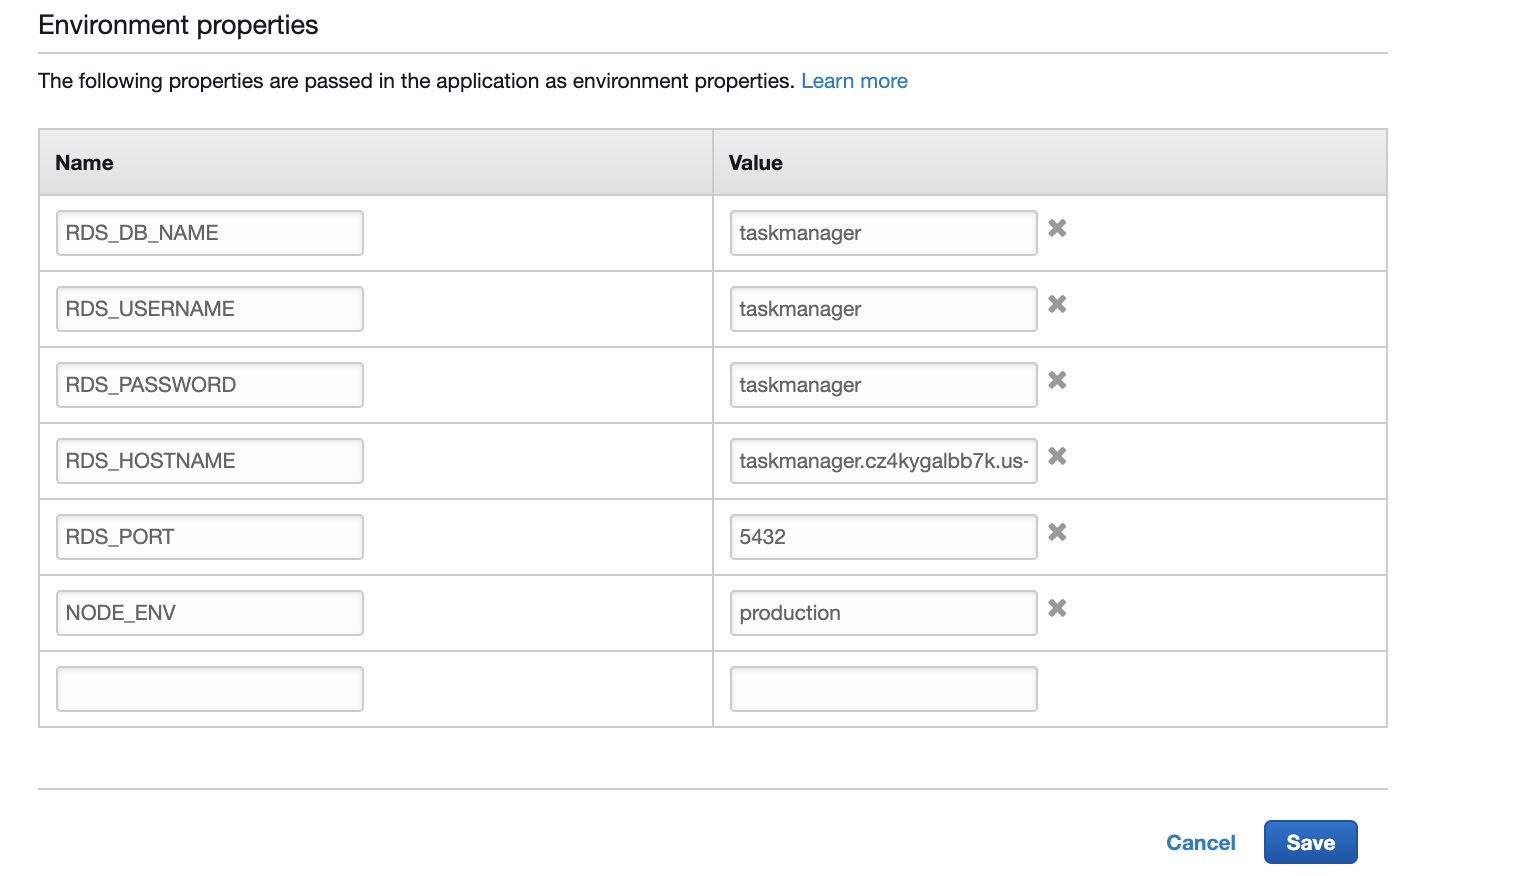 Environment properties
The following properties are passed in the application as environment properties. Learn more
Name Value
RDS_DB_NAME taskmanager
RDS_USERNAME taskmanager
RDS_PASSWORD taskmanager
RDS_HOSTNAME taskmanager.cz4kygalbb7k.us-
RDS_PORT 5432
NODE_ENV production
Cancel Save